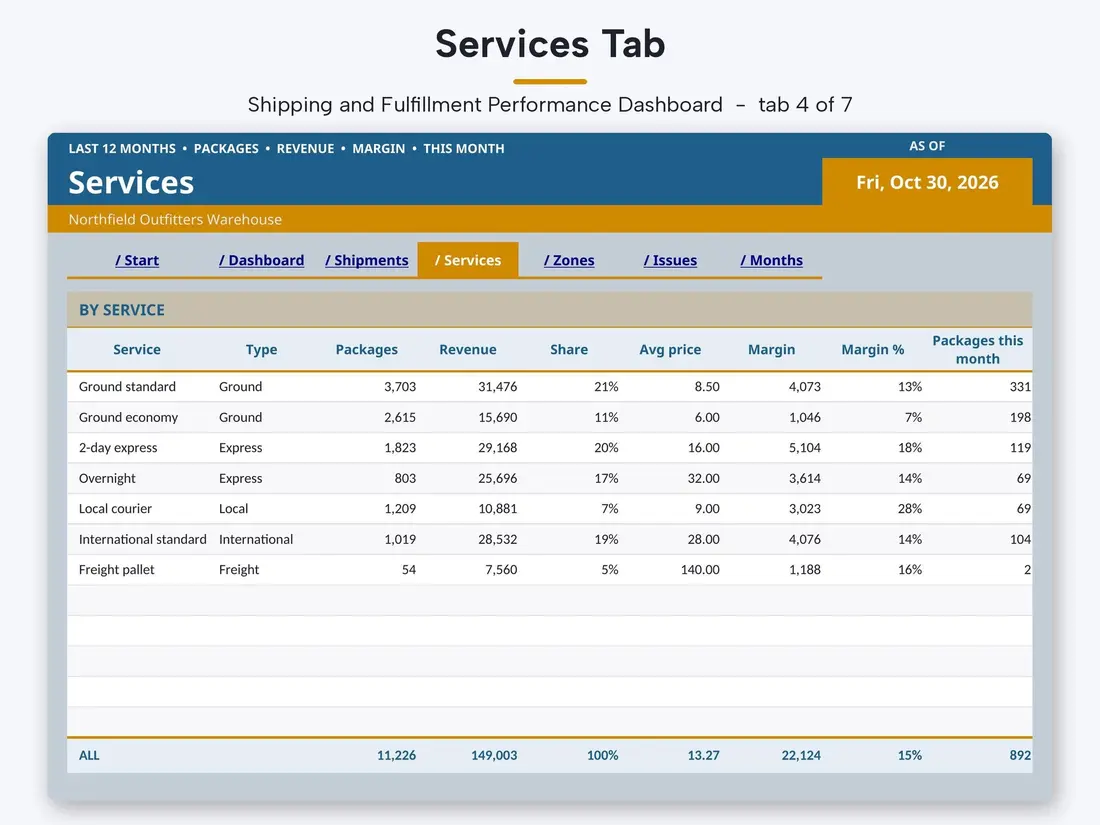 Services Tab
Shipping and Fulfillment Performance Dashboard - tab 4 of 7
LAST 12 MONTHS • PACKAGES • REVENUE • MARGIN • THIS MONTH
AS OF
Services
Fri, Oct 30, 2026
Northfield Outfitters Warehouse
/ Start / Dashboard / Shipments / Services / Zones / Issues / Months
BY SERVICE
Service Type Packages Revenue Share Avg price Margin Margin % Packages this month
Ground standard Ground 3,703 31,476 21% 8.50 4,073 13% 331
Ground economy Ground 2,615 15,690 11% 6.00 1,046 7% 198
2-day express Express 1,823 29,168 20% 16.00 5,104 18% 119
Overnight Express 803 25,696 17% 32.00 3,614 14% 69
Local courier Local 1,209 10,881 7% 9.00 3,023 28% 69
International standard International 1,019 28,532 19% 28.00 4,076 14% 104
Freight pallet Freight 54 7,560 5% 140.00 1,188 16% 2
ALL 11,226 149,003 100% 13.27 22,124 15% 892